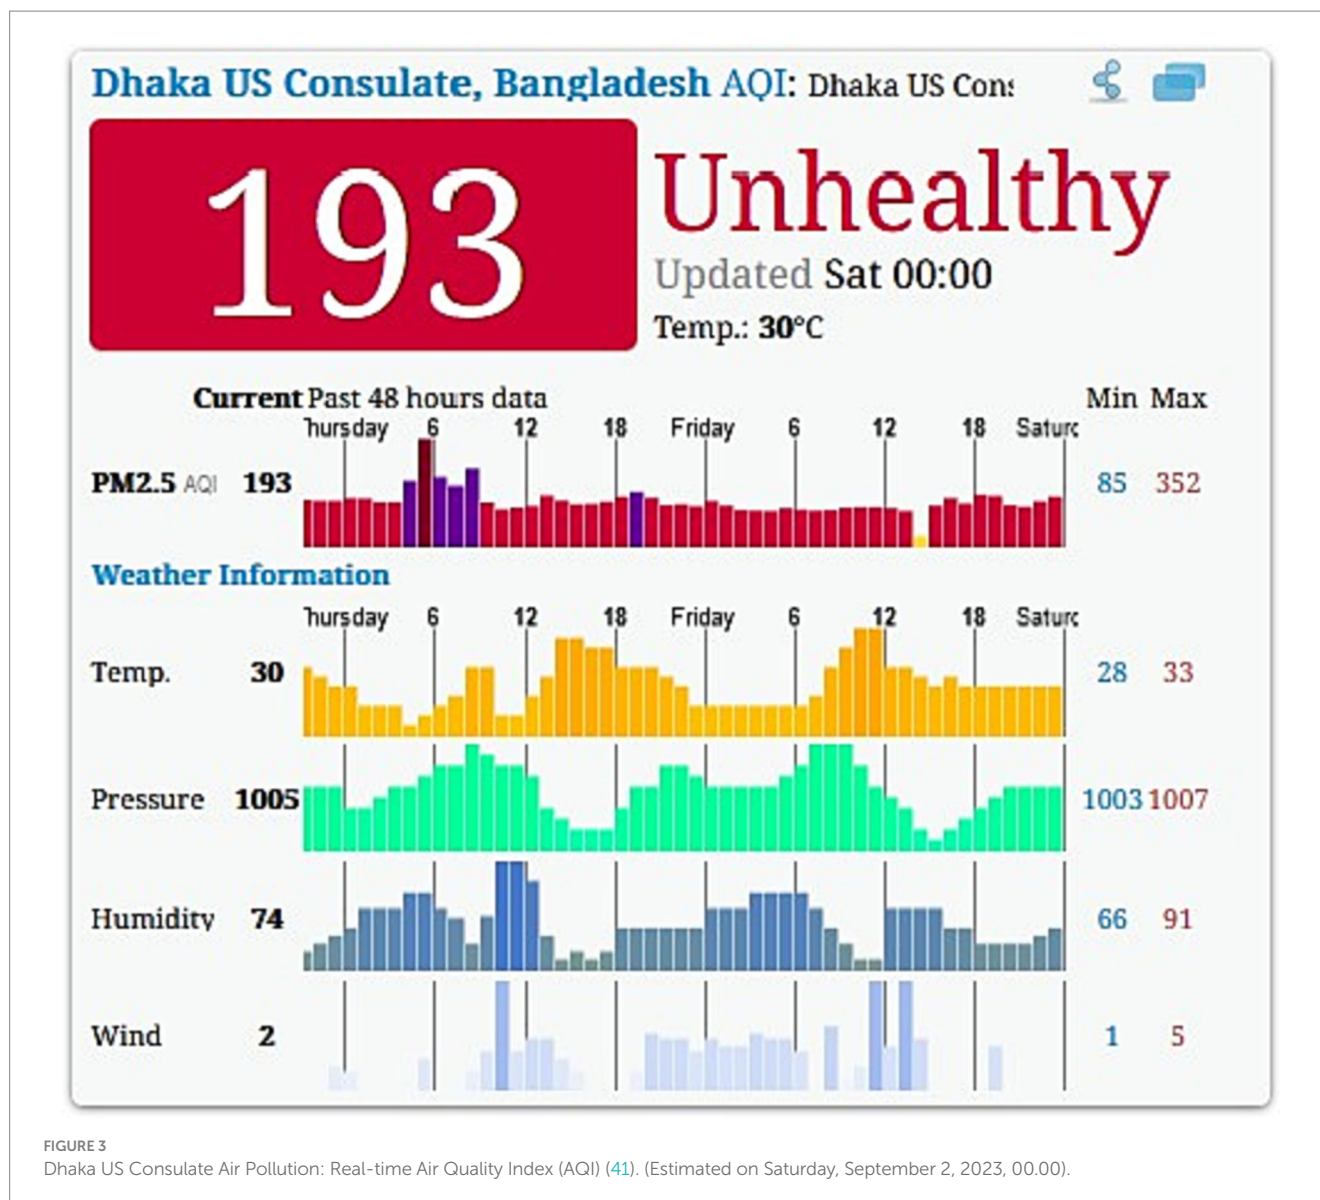 Dhaka US Consulate, Bangladesh AQI: Dhaka US Cons
193
Unhealthy
Updated Sat 00:00
Temp.: 30°C
Current Past 48 hours data Min Max
hursday 6 12 18 Friday 6 12 18 Saturc
PM2.5 AQI 193 85 352
Weather Information
hursday 6 12 18 Friday 6 12 18 Saturc
Temp. 30 28 33
Pressure 1005 1003 1007
Humidity 74 66 91
Wind 2 1 5
FIGURE 3
Dhaka US Consulate Air Pollution: Real-time Air Quality Index (AQI) (41). (Estimated on Saturday, September 2, 2023, 00.00).